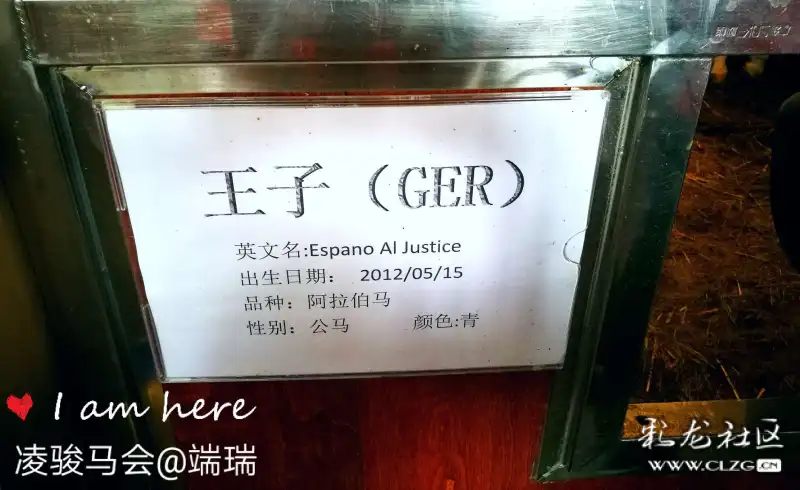 王子（GER）
英文名:Espano Al Justice
出生日期： 2012/05/15
品种：阿拉伯马
性别：公马 颜色:青
I am here
凌骏马会@端瑞
彩龙社区
WWW.CLZG.CN